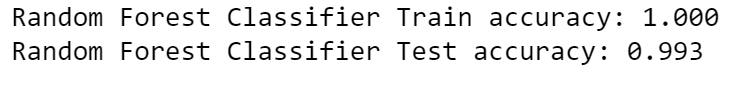 Random Forest Classifier Train accuracy: 1.000
Random Forest Classifier Test accuracy: 0.993